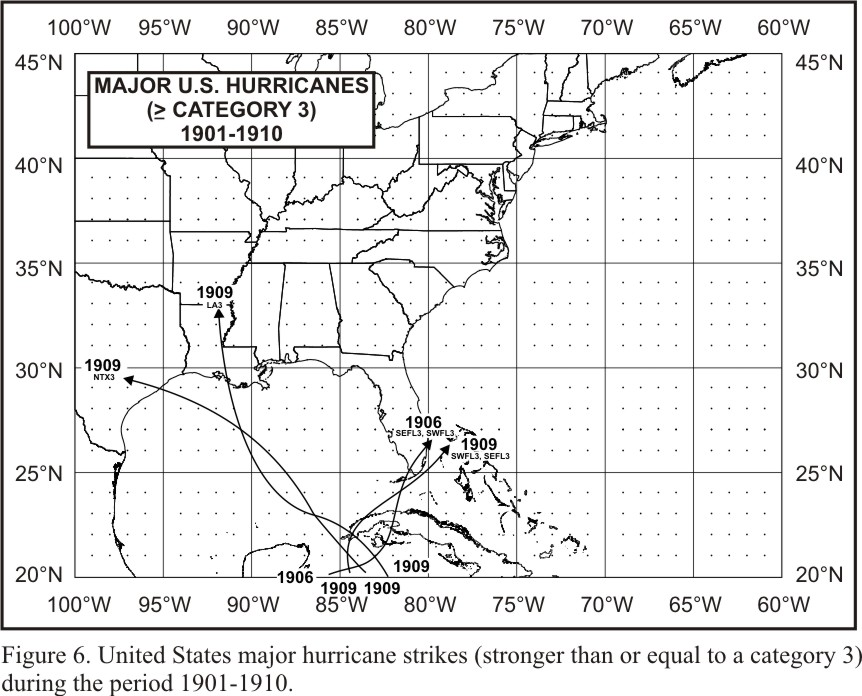 100°W 95°W 90°W 85°W 80°W 75°W 70°W 65°W 60°W
45°N 45°N
MAJOR U.S. HURRICANES
(≥ CATEGORY 3)
1901-1910
40°N 40°N
35°N 35°N
1909
LA3
30°N 30°N
1909
NTX3
1906
SEFL3, SWFL3
1909
SWFL3, SEFL3
25°N 25°N
1909
20°N 1906 20°N
1909 1909
100°W 95°W 90°W 85°W 80°W 75°W 70°W 65°W 60°W
Figure 6. United States major hurricane strikes (stronger than or equal to a category 3)
during the period 1901-1910.